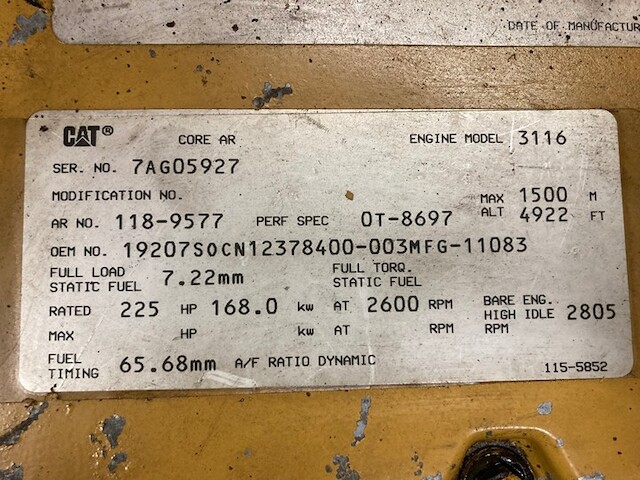 DATE OF MANUFACTUR
CAT® CORE AR ENGINE MODEL 3116
SER. NO. 7AG05927
MODIFICATION NO. MAX ALT 1500 M 4922 FT
AR NO. 118-9577 PERF SPEC 0T-8697
OEM NO. 19207S0CN12378400-003MFG-11083
FULL LOAD STATIC FUEL 7.22mm FULL TORQ. STATIC FUEL
RATED 225 HP 168.0 kw AT 2600 RPM BARE ENG. HIGH IDLE 2805 RPM
MAX HP kw AT RPM
FUEL TIMING 65.68mm A/F RATIO DYNAMIC
115-5852